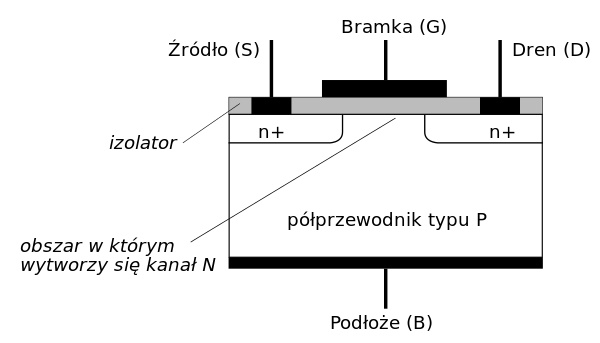 Bramka (G)
Źródło (S)
Dren (D)
izolator
n+
n+
półprzewodnik typu P
obszar w którym
wytworzy się kanał N
Podłoże (B)